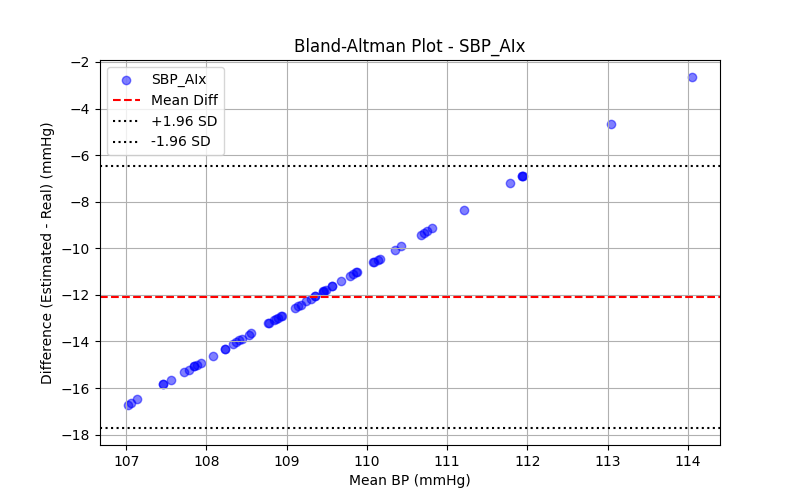 Bland-Altman Plot - SBP_AIx
Difference (Estimated - Real) (mmHg)
SBP_AIx
Mean Diff
+1.96 SD
-1.96 SD
−2
−4
−6
−8
−10
−12
−14
−16
−18
107 108 109 110 111 112 113 114
Mean BP (mmHg)